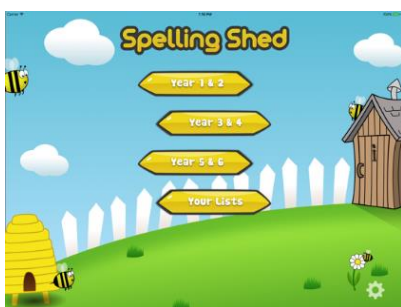 Spelling Shed
Year 1 & 2
Year 3 & 4
Year 5 & 6
Your Lists